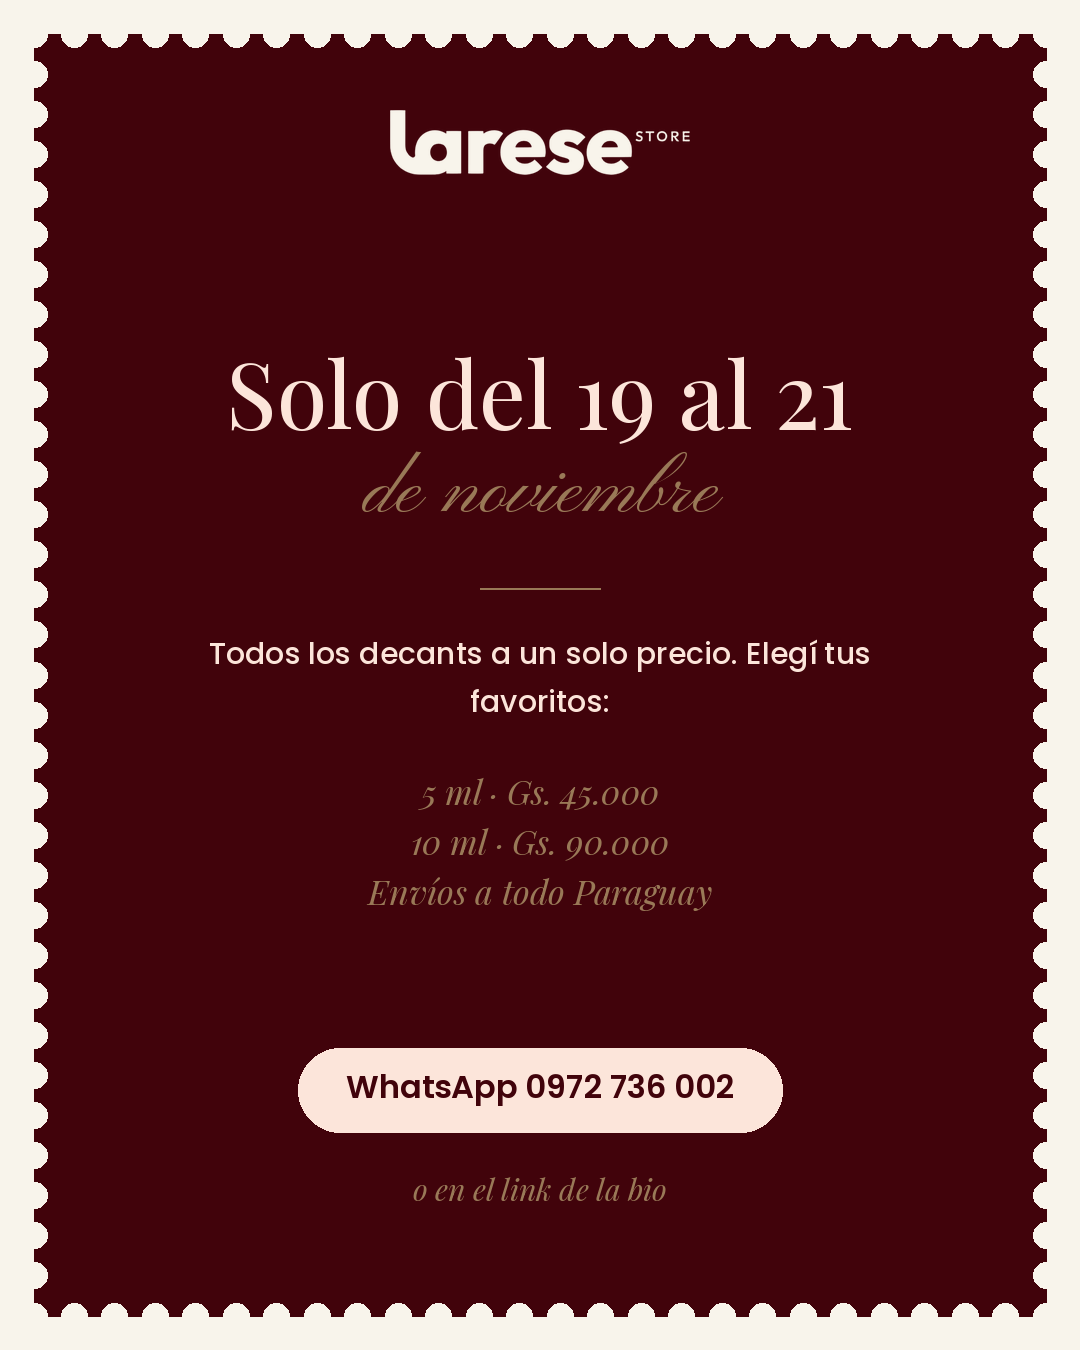 larese STORE
Solo del 19 al 21
de noviembre
Todos los decants a un solo precio. Elegí tus
favoritos:
5 ml · Gs. 45.000
10 ml · Gs. 90.000
Envíos a todo Paraguay
WhatsApp 0972 736 002
o en el link de la bio